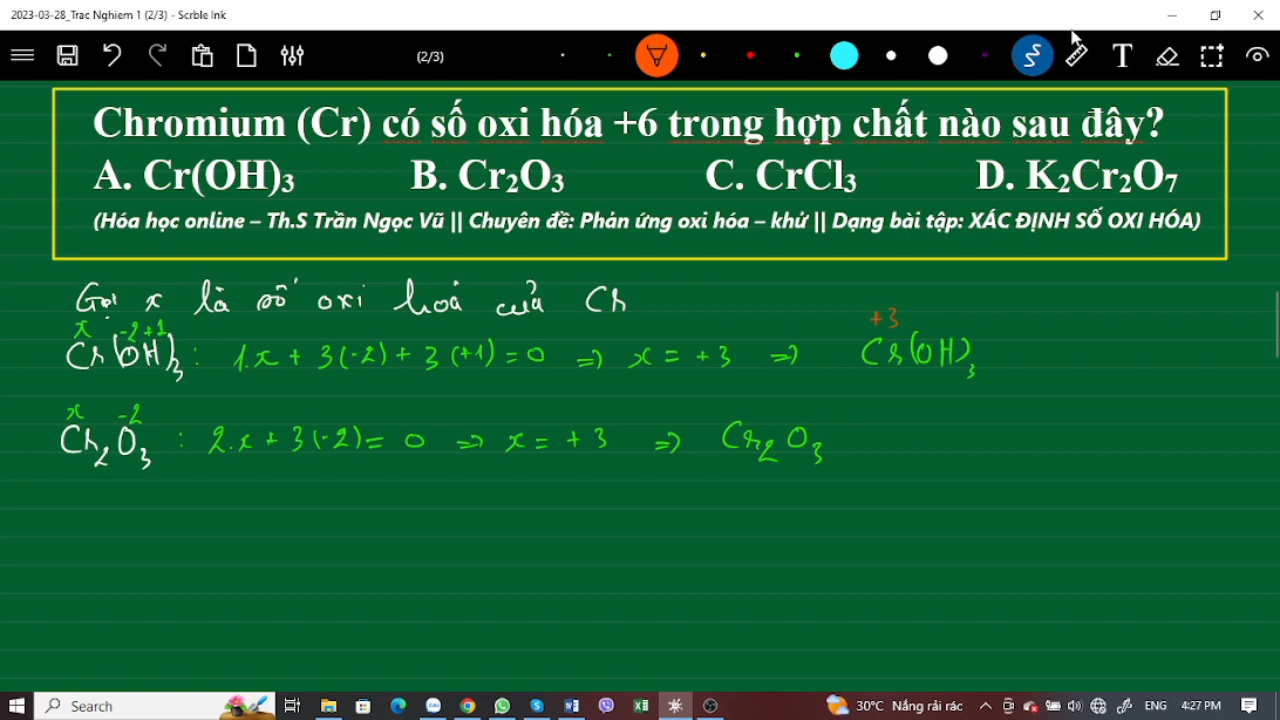 2023-03-28_Trac Nghiem 1 (2/3) - Scrble Ink
(2/3)
T
Chromium (Cr) có số oxi hóa +6 trong hợp chất nào sau đây?
A. Cr(OH)₃ B. Cr₂O₃ C. CrCl₃ D. K₂Cr₂O₇
(Hóa học online – Th.S Trần Ngọc Vũ || Chuyên đề: Phản ứng oxi hóa – khử || Dạng bài tập: XÁC ĐỊNH SỐ OXI HÓA)
Gọi x là số oxi hoá của Cr
x -2 +1 +3
Cr(OH)₃ : 1.x + 3(-2) + 3(+1) = 0 => x = +3 => Cr(OH)₃
x -2
Cr₂O₃ : 2.x + 3(-2) = 0 => x = +3 => Cr₂O₃
Search 30°C Nắng rải rác ENG 4:27 PM